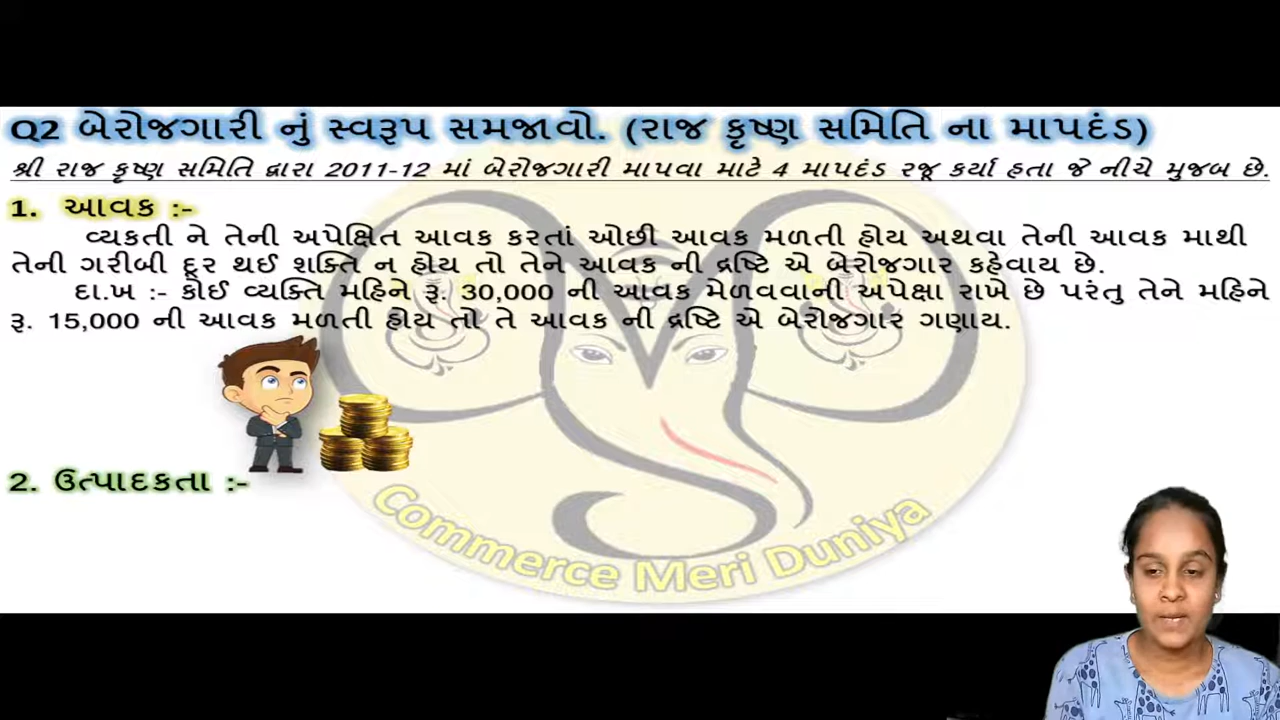 Q2 બેરોજગારી નું સ્વરૂપ સમજાવો. (રાજ કૃષ્ણ સમિતિ ના માપદંડ)
શ્રી રાજ કૃષ્ણ સમિતિ દ્વારા 2011-12 માં બેરોજગારી માપવા માટે 4 માપદંડ રજૂ કર્યા હતા જે નીચે મુજબ છે.
1. આવક :-
વ્યકતી ને તેની અપેક્ષિત આવક કરતાં ઓછી આવક મળતી હોય અથવા તેની આવક માથી
તેની ગરીબી દૂર થઈ શક્તિ ન હોય તો તેને આવક ની દ્રષ્ટિ એ બેરોજગાર કહેવાય છે.
દા.ખ :- કોઈ વ્યક્તિ મહિને રૂ. 30,000 ની આવક મેળવવાની અપેક્ષા રાખે છે પરંતુ તેને મહિને
રૂ. 15,000 ની આવક મળતી હોય તો તે આવક ની દ્રષ્ટિ એ બેરોજગાર ગણાય.
2. ઉત્પાદકતા :-
Commerce Meri Duniya